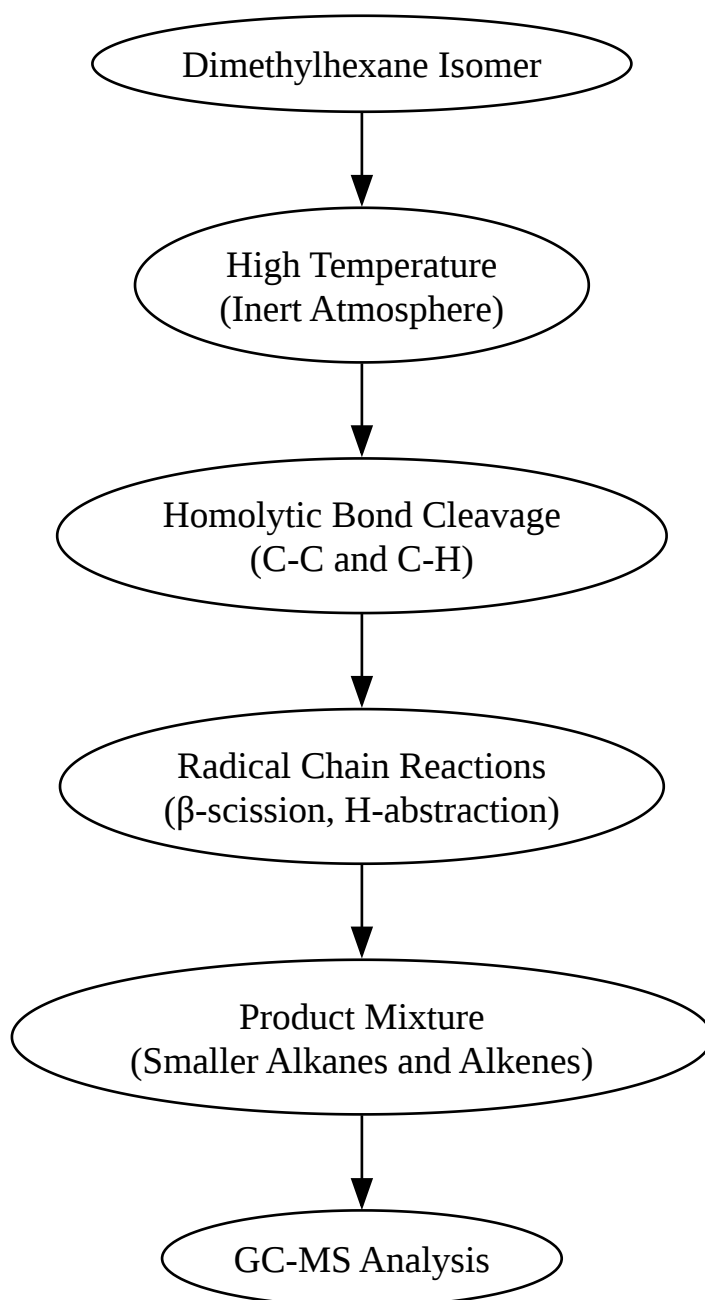 Dimethylhexane Isomer
High Temperature
(Inert Atmosphere)
Homolytic Bond Cleavage
(C-C and C-H)
Radical Chain Reactions
(β-scission, H-abstraction)
Product Mixture
(Smaller Alkanes and Alkenes)
GC-MS Analysis